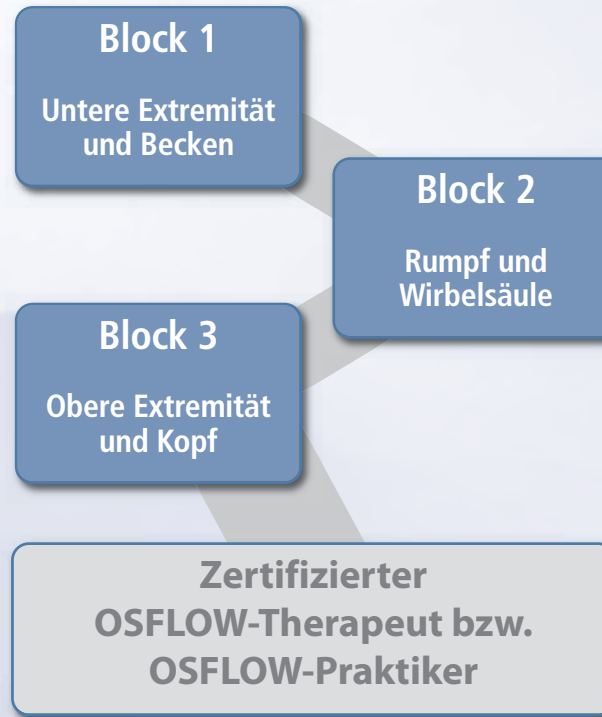 Block 1
Untere Extremität
und Becken
Block 2
Rumpf und
Wirbelsäule
Block 3
Obere Extremität
und Kopf
Zertifizierter
OSFLOW-Therapeut bzw.
OSFLOW-Praktiker